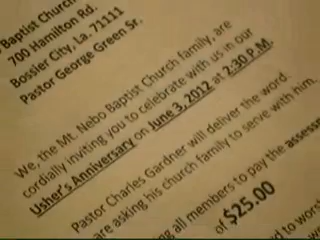 Baptist Church
700 Hamilton Rd.
Bossier City, La. 71111
Pastor George Green Sr.
We, the Mt. Nebo Baptist Church family, are
cordially inviting you to celebrate with us in our
Usher's Anniversary on June 3, 2012 at 2:30 P.M.
Pastor Charles Gardner will deliver the word.
are asking his church family to serve with him.
all members to pay the
of $25.00